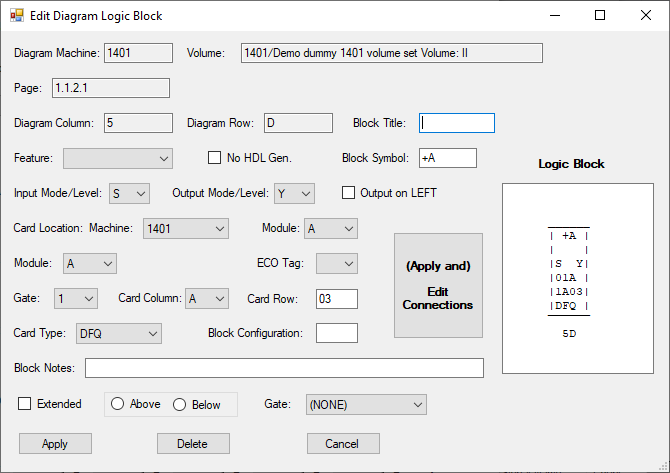 Edit Diagram Logic Block
Diagram Machine: 1401 Volume: 1401/Demo dummy 1401 volume set Volume: II
Page: 1.1.2.1
Diagram Column: 5 Diagram Row: D Block Title:
Feature: No HDL Gen. Block Symbol: +A
Logic Block
Input Mode/Level: S Output Mode/Level: Y Output on LEFT
Card Location: Machine: 1401 Module: A
Module: A ECO Tag:
Gate: 1 Card Column: A Card Row: 03
(Apply and)
Edit
Connections
Card Type: DFQ Block Configuration:
| +A |
| |
|S Y|
|01A |
|1A03|
|DFQ |
5D
Block Notes:
Extended Above Below Gate: (NONE)
Apply Delete Cancel